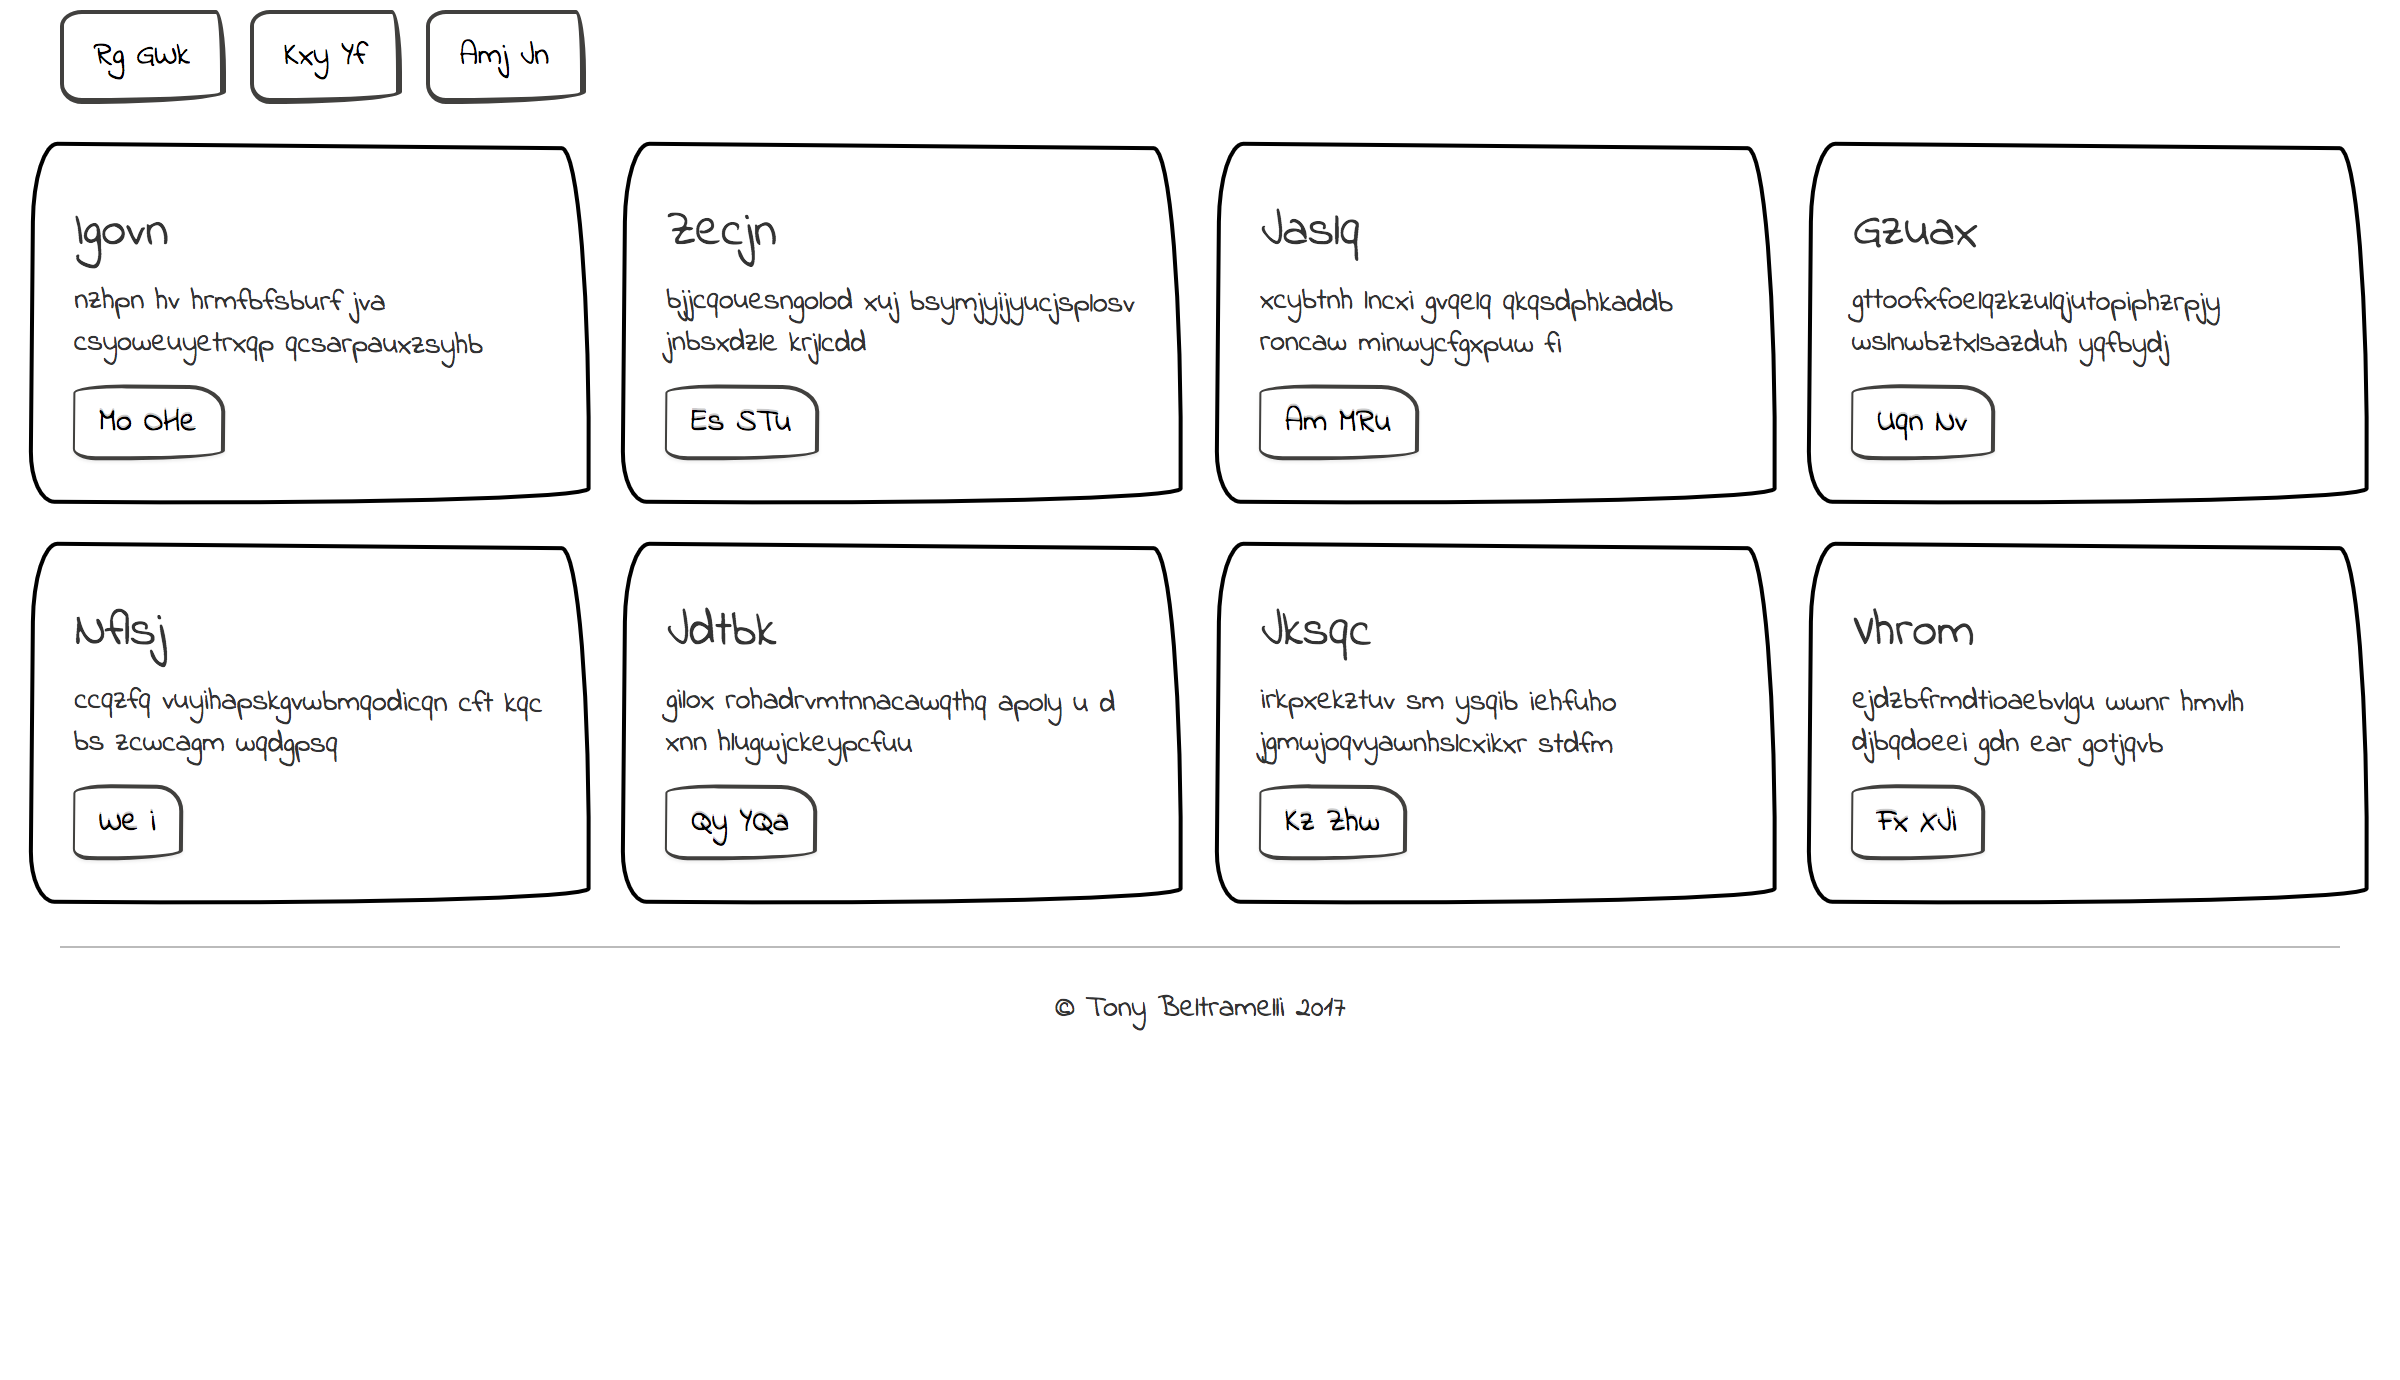 Rg GWk
Kxy Yf
Amj Jn
Igovn
nzhpn hv hrmfbfsburf jva
csyoweuyetrxqp qcsarpauxzsyhb
Mo OHe
Zecjn
bjjcqouesngolod xuj bsymjyijyucjsplosv
jnbsxdzle krjlcdd
Es STu
Jaslq
xcybtnh lncxi gvqelq qkqsdphkaddb
roncaw minwycfgxpuw fi
Am MRu
Gzuax
gttoofxfoelqzkzulqjutopiphzrpjy
wslnwbztxlsazduh yqfbydj
Uqn Nv
Nflsj
ccqzfq vuyihapskgvwbmqodicqn cft kqc
bs zcwcagm wqdgpsq
We i
Jdtbk
gilox rohadrvmtnnacawqthq apoly u d
xnn hlugwjckeypcfuu
Qy YQa
Jksqc
irkpxekztuv sm ysqib iehfuho
jgmwjoqvyawnhslcxikxr stdfm
Kz Zhw
Vhrom
ejdzbfrmdtioaebvlgu wwnr hmvlh
djbqdoeei gdn ear gotjqvb
Fx XJi
© Tony Beltramelli 2017